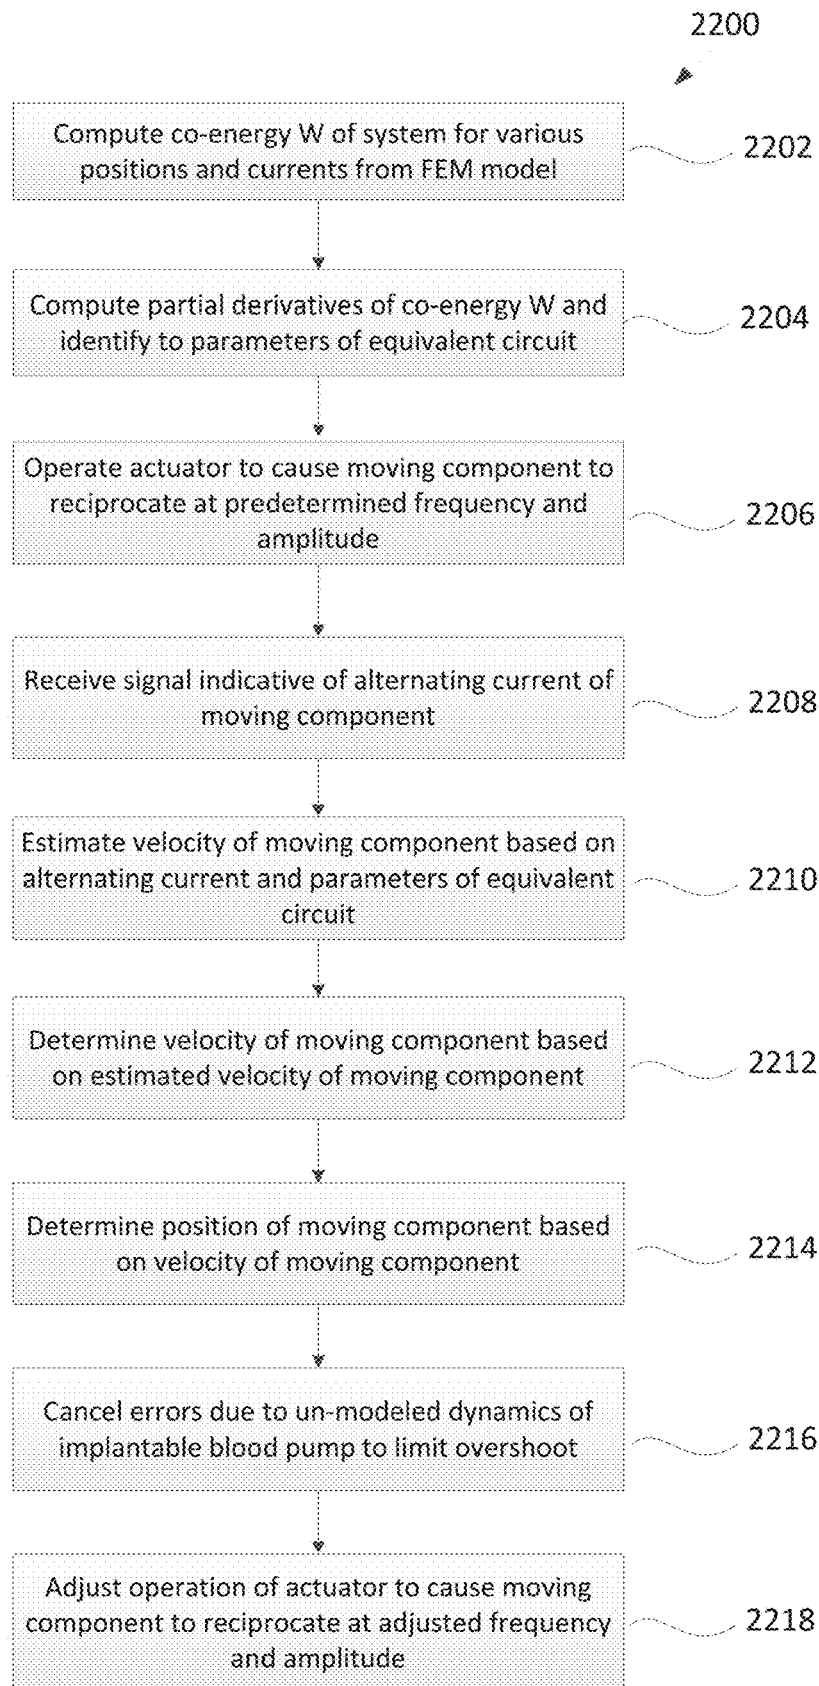 2200
Compute co-energy W of system for various
positions and currents from FEM model
2202
Compute partial derivatives of co-energy W and
identify to parameters of equivalent circuit
2204
Operate actuator to cause moving component to
reciprocate at predetermined frequency and
amplitude
2206
Receive signal indicative of alternating current of
moving component
2208
Estimate velocity of moving component based on
alternating current and parameters of equivalent
circuit
2210
Determine velocity of moving component based
on estimated velocity of moving component
2212
Determine position of moving component based
on velocity of moving component
2214
Cancel errors due to un-modeled dynamics of
implantable blood pump to limit overshoot
2216
Adjust operation of actuator to cause moving
component to reciprocate at adjusted frequency
and amplitude
2218